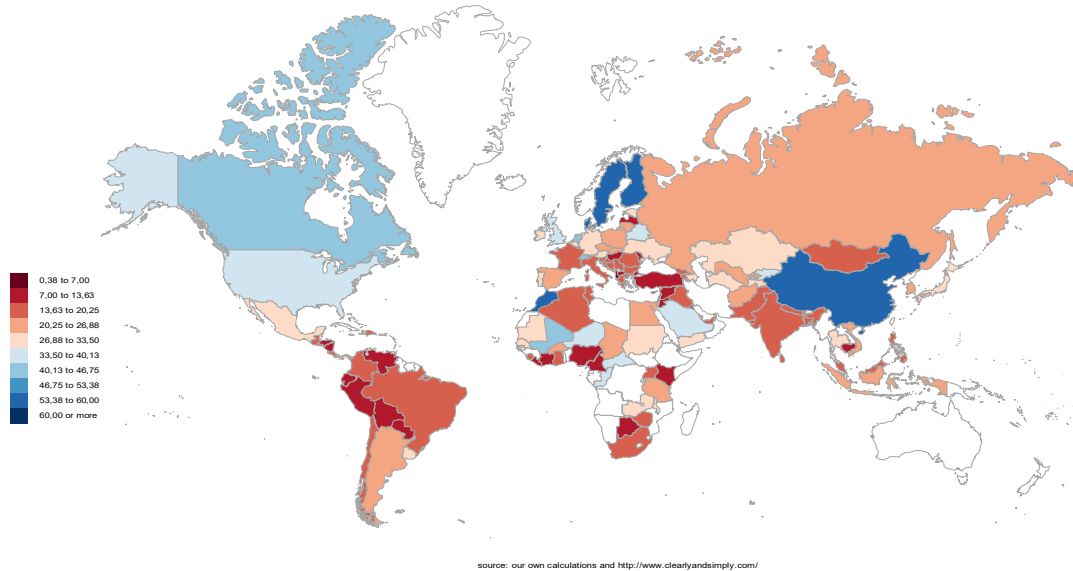 0,38 to 7,00
7,00 to 13,63
13,63 to 20,25
20,25 to 26,88
26,88 to 33,50
33,50 to 40,13
40,13 to 46,75
46,75 to 53,38
53,38 to 60,00
60,00 or more
source: our own calculations and http://www.clearlyandsimply.com/